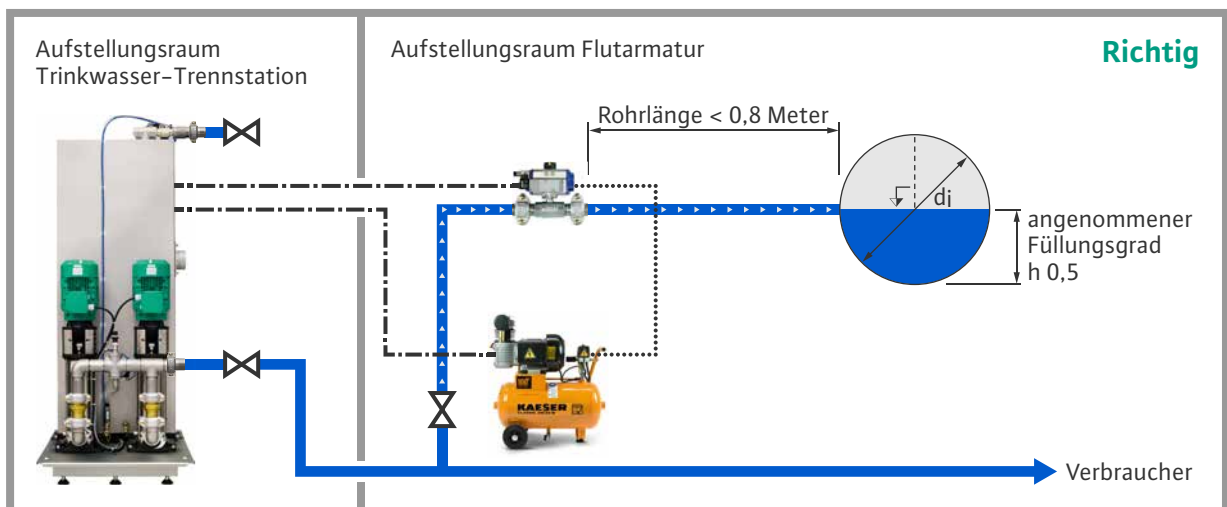 Aufstellungsraum
Trinkwasser-Trennstation
Aufstellungsraum Flutarmatur
Richtig
Rohrlänge < 0,8 Meter
di
angenommener
Füllungsgrad
h 0,5
KAESER
Verbraucher